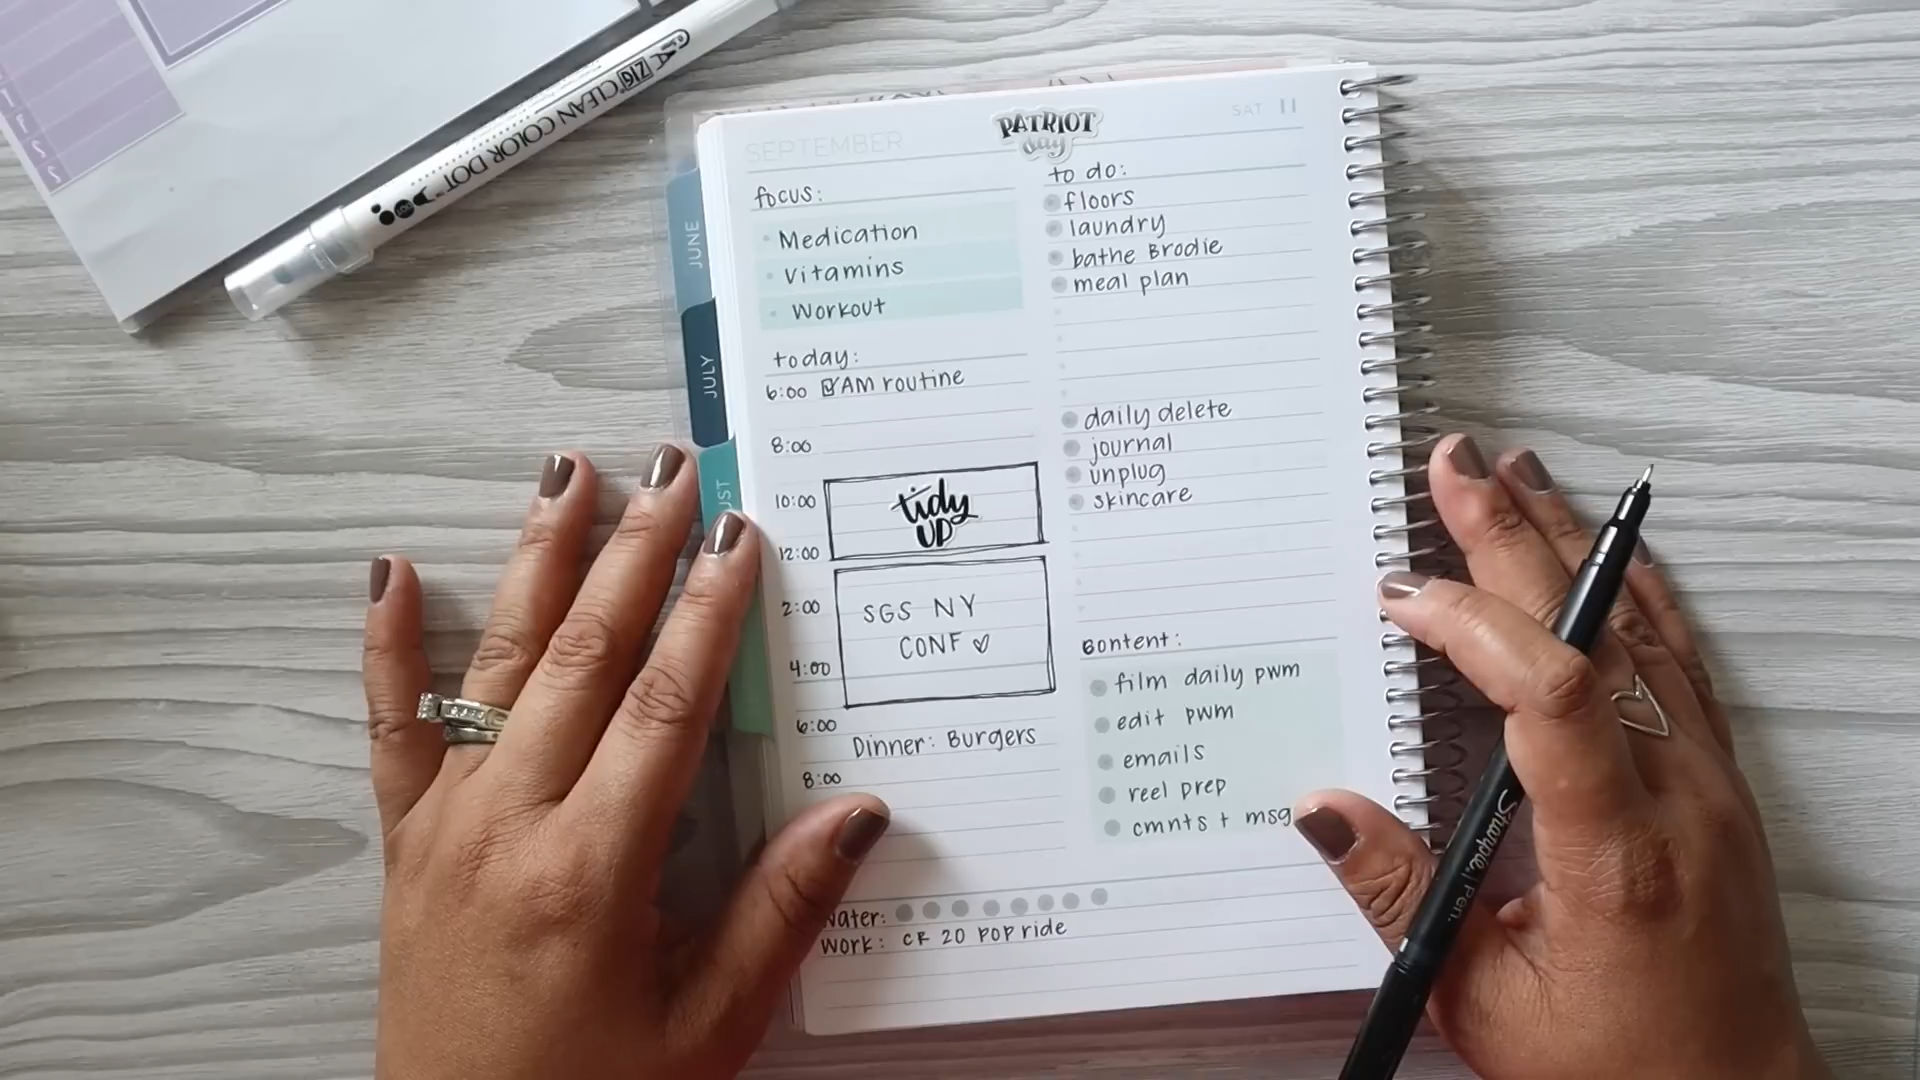 ZIG CLEAN COLOR DOT
SEPTEMBER
PATRIOT
day
SAT 11
JUNE
JULY
UST
focus:
Medication
Vitamins
Workout
today:
6:00 AM routine
8:00
10:00
tidy
UP
12:00
2:00
SGS NY
CONF
4:00
6:00
Dinner: Burgers
8:00
to do:
floors
laundry
bathe Brodie
meal plan
daily delete
journal
unplug
skincare
content:
film daily pwm
edit pwm
emails
reel prep
cmnts + msg
Water:
Work: CR 20 pop ride
Sharpie. Pen.